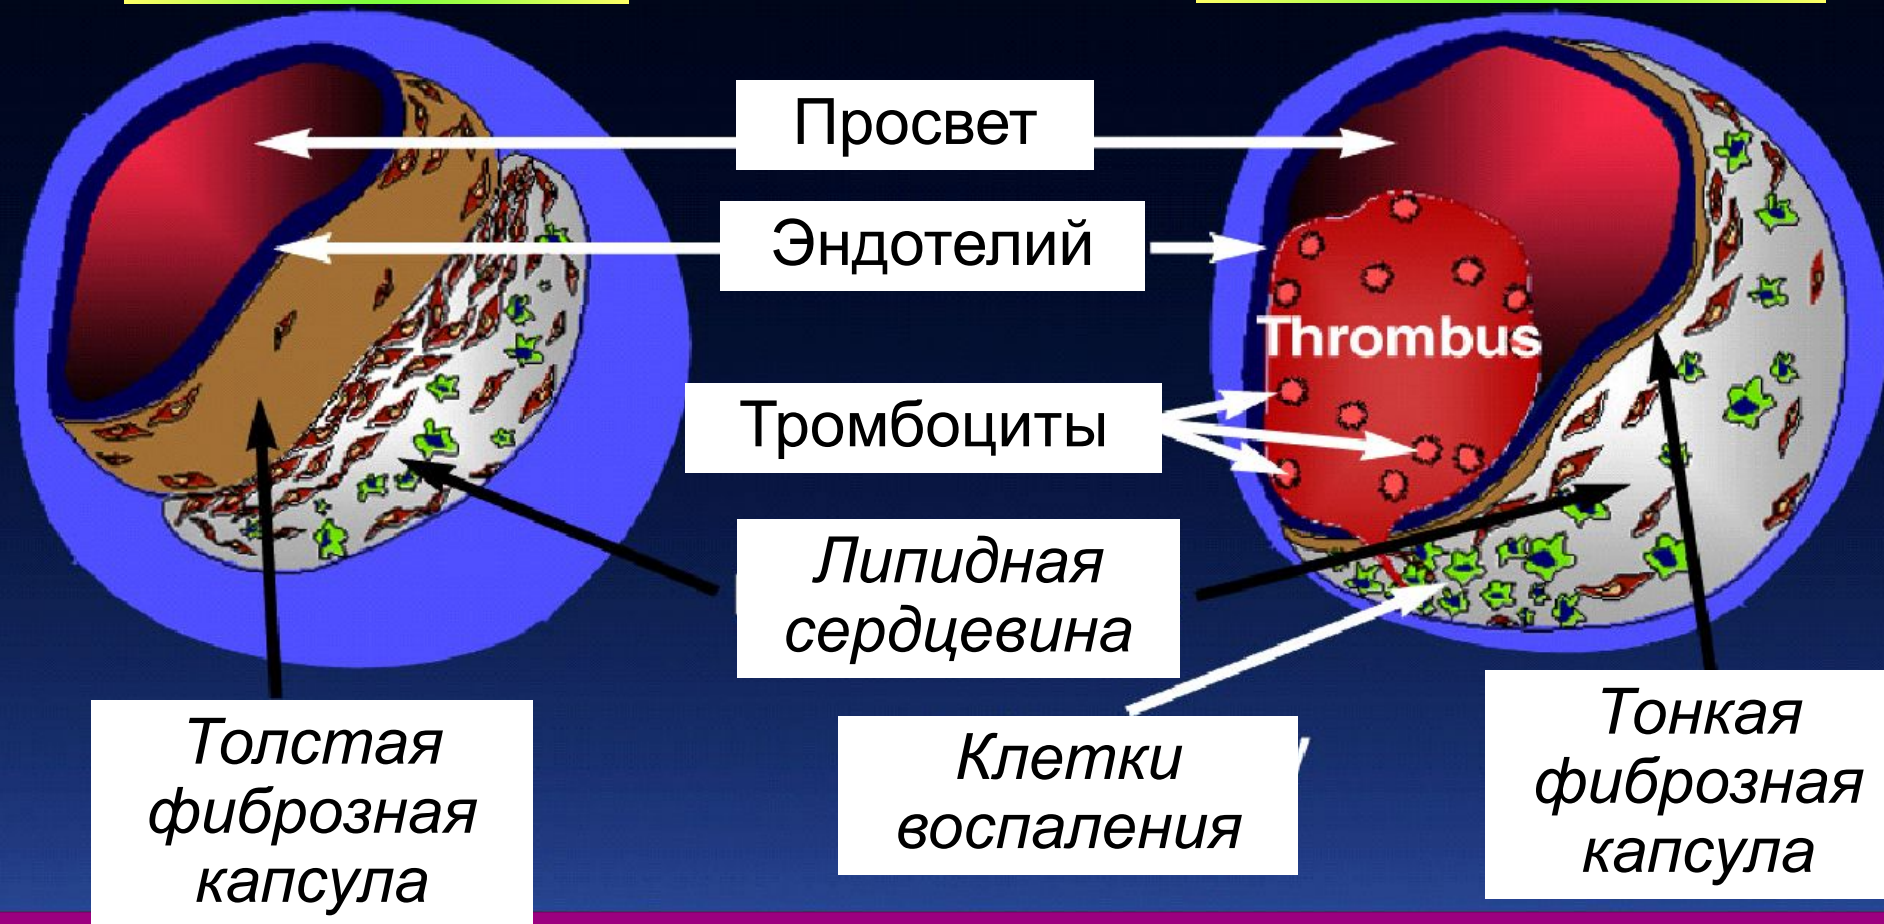 Просвет
Эндотелий
Thrombus
Тромбоциты
Липидная
сердцевина
Толстая
фиброзная
капсула
Клетки
воспаления
Тонкая
фиброзная
капсула